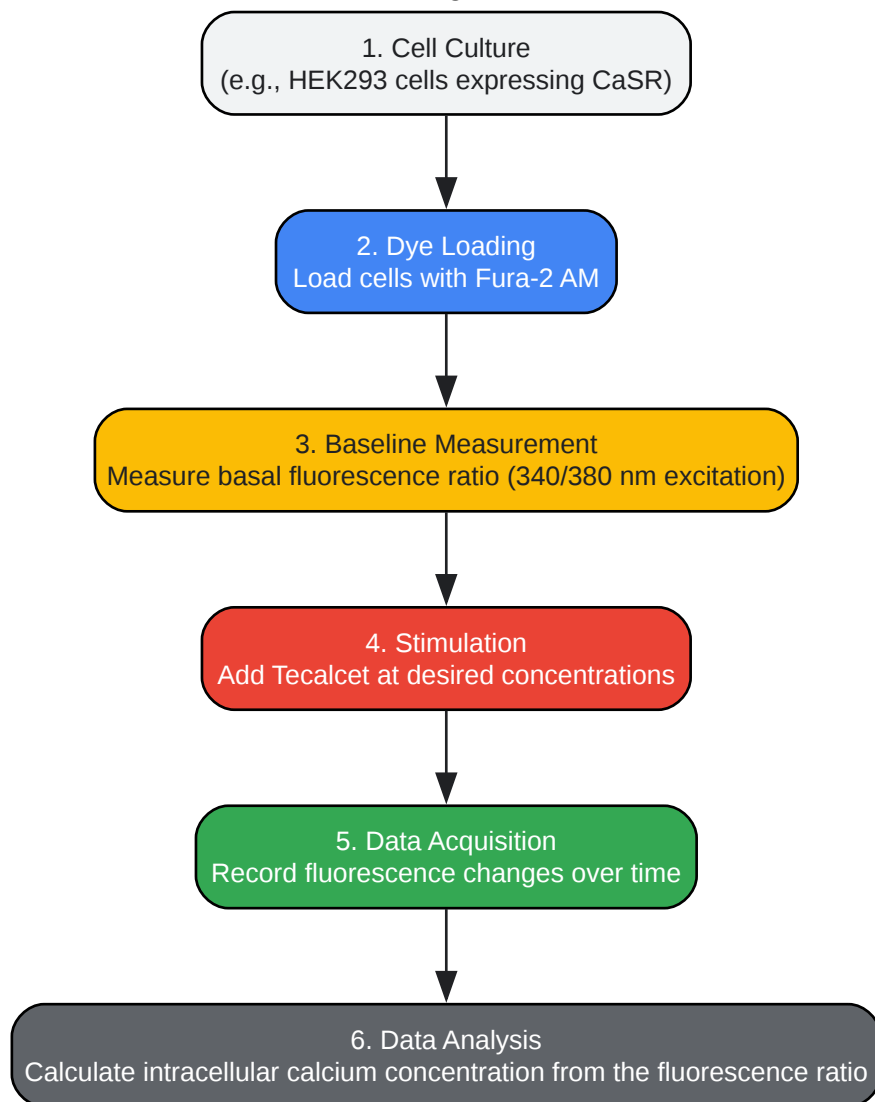 1. Cell Culture
(e.g., HEK293 cells expressing CaSR)
2. Dye Loading
Load cells with Fura-2 AM
3. Baseline Measurement
Measure basal fluorescence ratio (340/380 nm excitation)
4. Stimulation
Add Tecalcet at desired concentrations
5. Data Acquisition
Record fluorescence changes over time
6. Data Analysis
Calculate intracellular calcium concentration from the fluorescence ratio